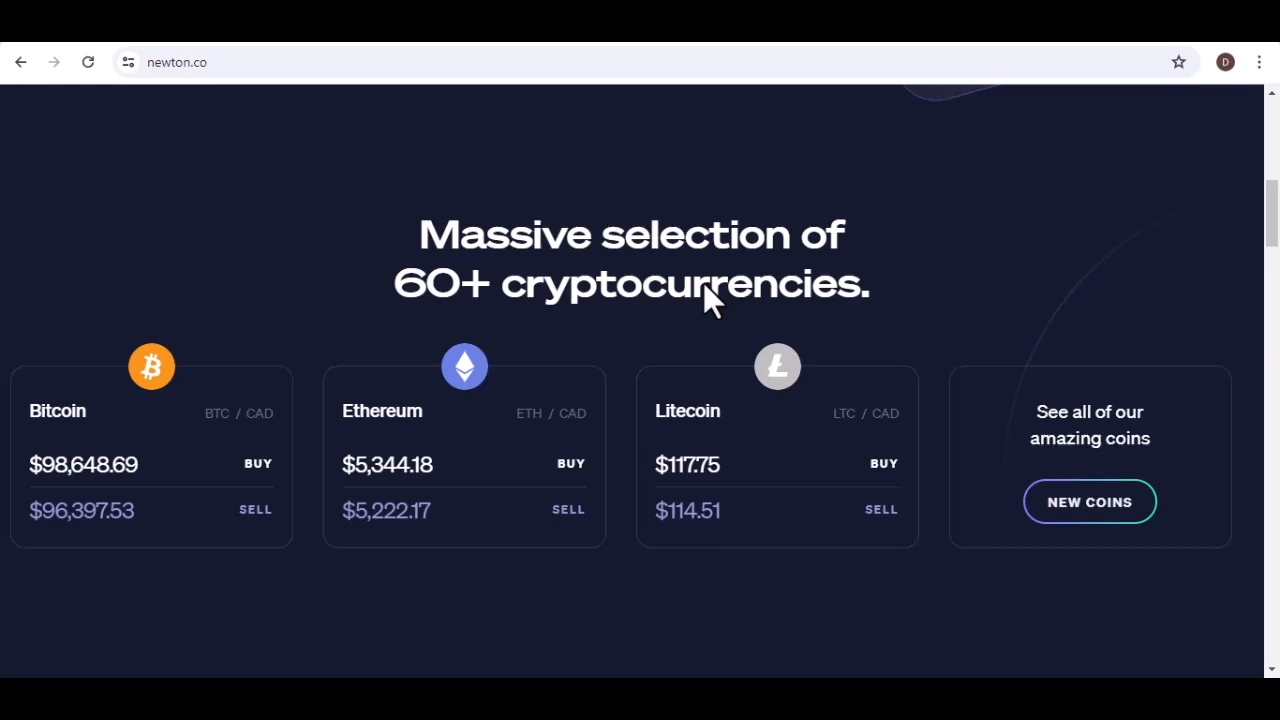 newton.co
D
Massive selection of
60+ cryptocurrencies.
Bitcoin BTC / CAD
$98,648.69 BUY
$96,397.53 SELL
Ethereum ETH / CAD
$5,344.18 BUY
$5,222.17 SELL
Litecoin LTC / CAD
$117.75 BUY
$114.51 SELL
See all of our
amazing coins
NEW COINS